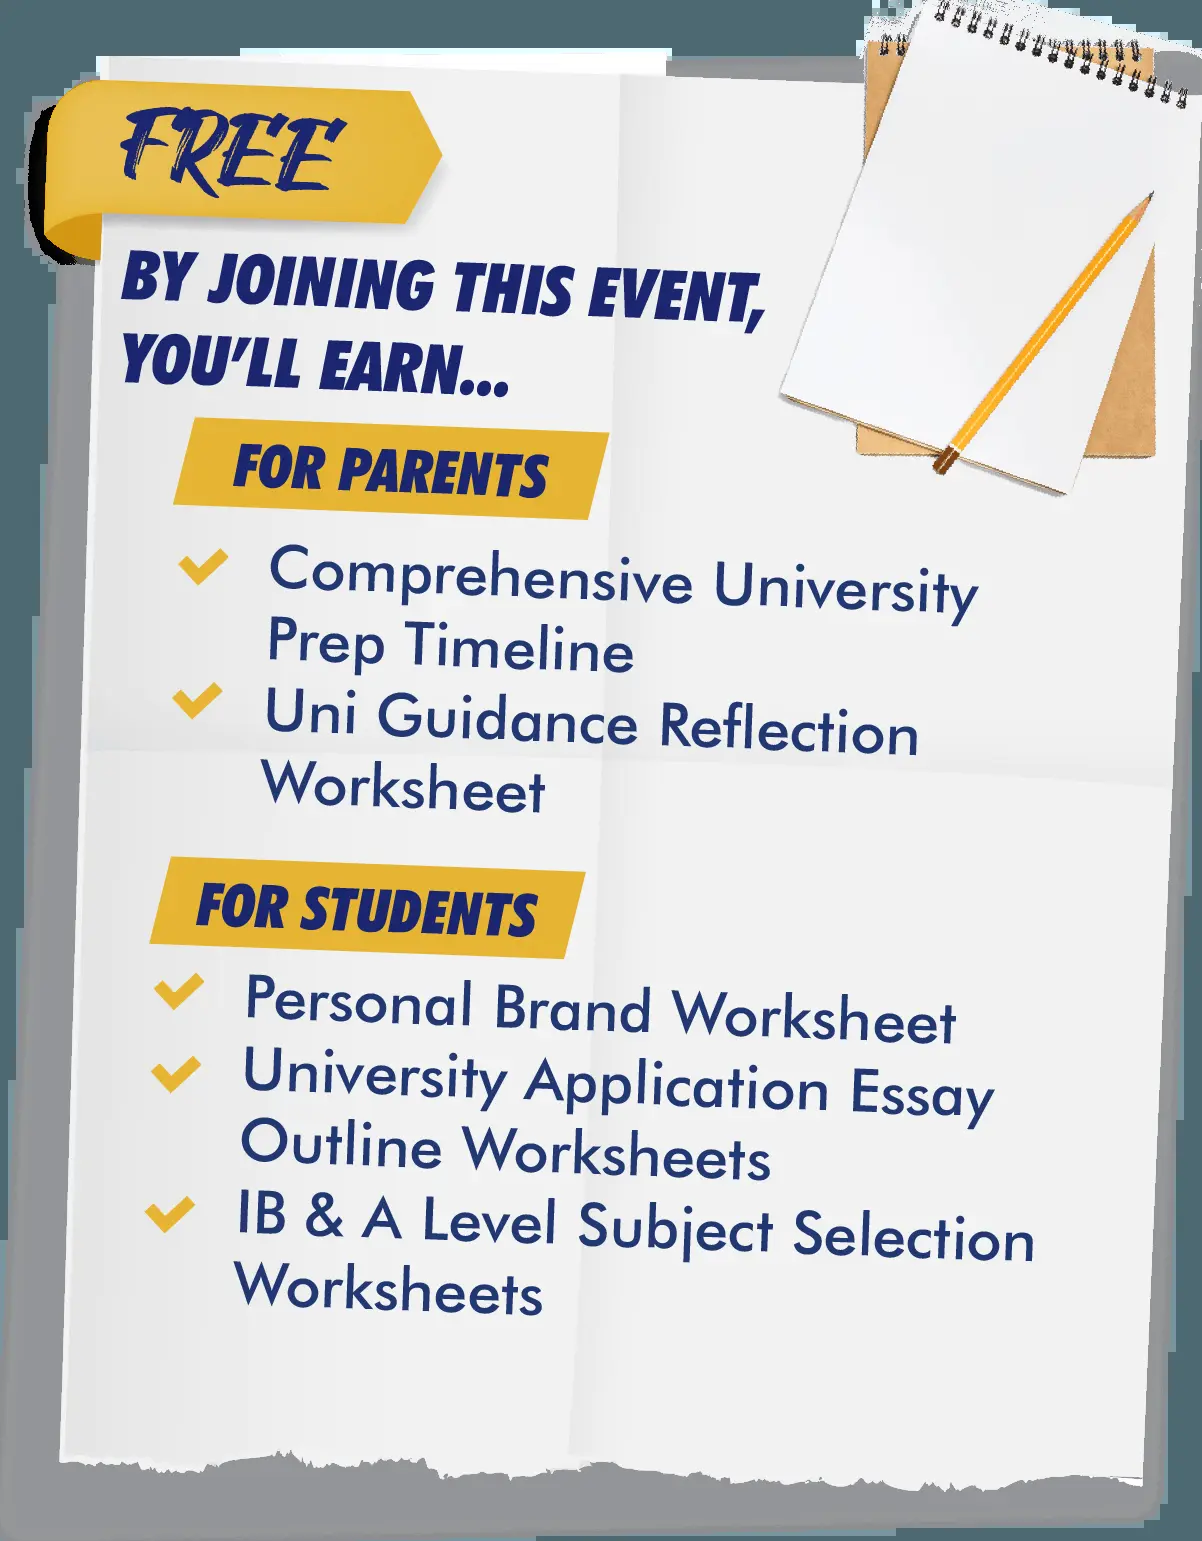 FREE
BY JOINING THIS EVENT,
YOU'LL EARN...
FOR PARENTS
Comprehensive University
Prep Timeline
Uni Guidance Reflection
Worksheet
FOR STUDENTS
Personal Brand Worksheet
University Application Essay
Outline Worksheets
IB & A Level Subject Selection
Worksheets